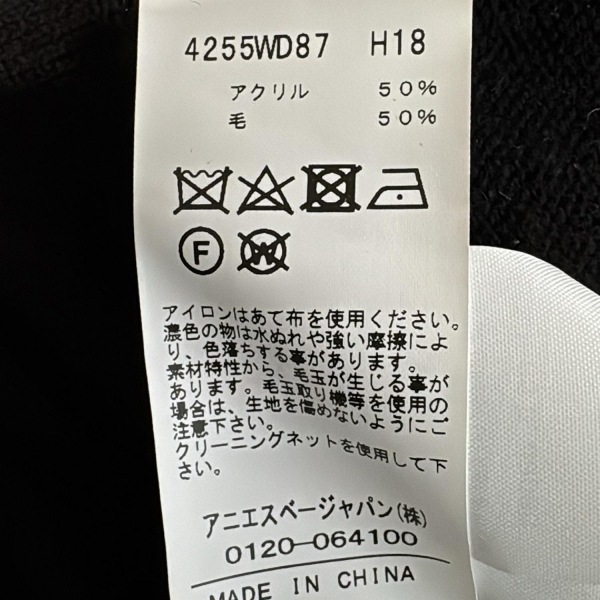 4255WD87 H18
アクリル 50%
毛 50%
F W
アイロンはあて布を使用ください。
濃色の物は水ぬれや強い摩擦によ
り、色落ちする事があります。
素材特性から、毛玉が生じる事が
あります。毛玉取り機等を使用の
場合は、生地を傷めないようにご
注意下さい。
クリーニングネットを使用して下
さい。
アニエスベージャパン(株)
0120-064100
MADE IN CHINA